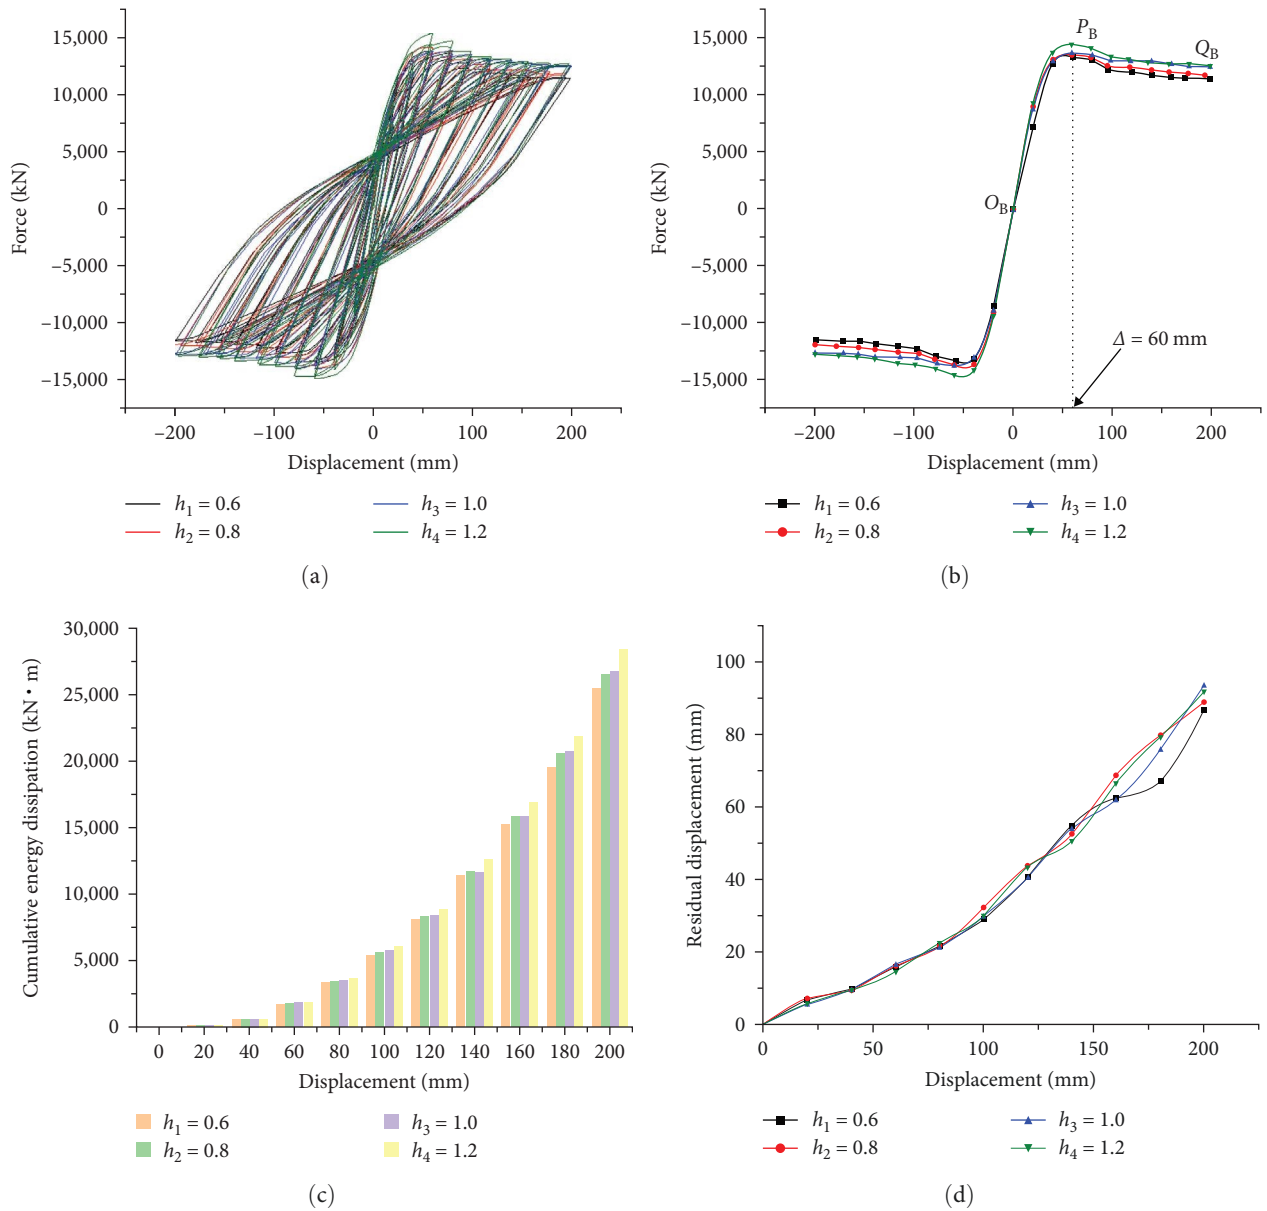 15,000
10,000
5,000
0
–5,000
–10,000
–15,000
Force (kN)
–200
–100
0
100
200
Displacement (mm)
h1 = 0.6
h3 = 1.0
h2 = 0.8
h4 = 1.2
(a)
15,000
10,000
5,000
0
–5,000
–10,000
–15,000
Force (kN)
PB
QB
OB
Δ = 60 mm
–200
–100
0
100
200
Displacement (mm)
h1 = 0.6
h3 = 1.0
h2 = 0.8
h4 = 1.2
(b)
30,000
25,000
20,000
15,000
10,000
5,000
0
Cumulative energy dissipation (kN • m)
0
20
40
60
80
100
120
140
160
180
200
Displacement (mm)
h1 = 0.6
h3 = 1.0
h2 = 0.8
h4 = 1.2
(c)
100
80
60
40
20
0
Residual displacement (mm)
0
50
100
150
200
Displacement (mm)
h1 = 0.6
h3 = 1.0
h2 = 0.8
h4 = 1.2
(d)